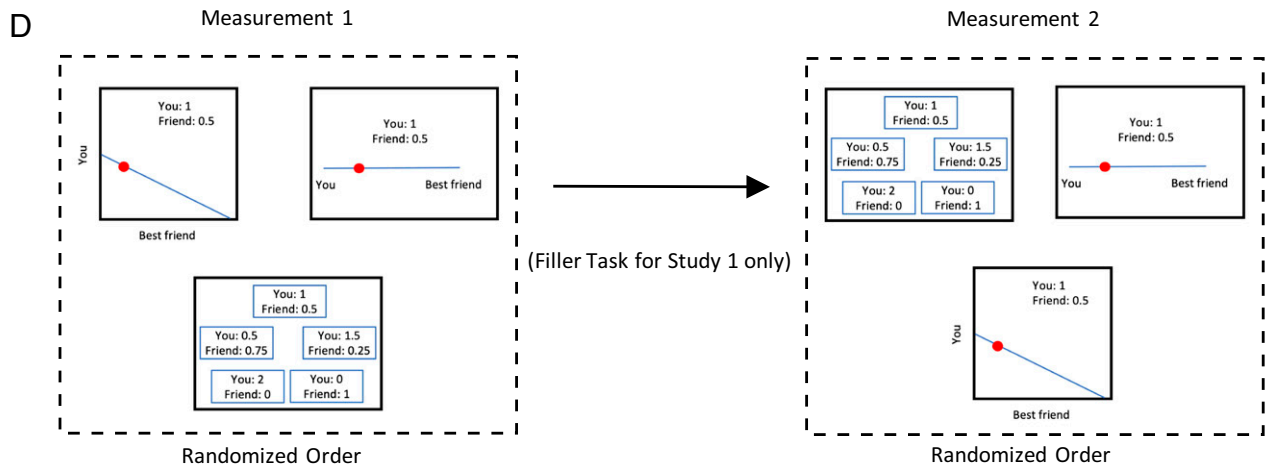 D
Measurement 1
You: 1
Friend: 0.5
You
Best friend
You: 1
Friend: 0.5
You
Best friend
You: 1
Friend: 0.5
You: 0.5
Friend: 0.75
You: 1.5
Friend: 0.25
You: 2
Friend: 0
You: 0
Friend: 1
Randomized Order
(Filler Task for Study 1 only)
Measurement 2
You: 1
Friend: 0.5
You: 0.5
Friend: 0.75
You: 1.5
Friend: 0.25
You: 2
Friend: 0
You: 0
Friend: 1
You: 1
Friend: 0.5
You
Best friend
You: 1
Friend: 0.5
You
Best friend
Randomized Order